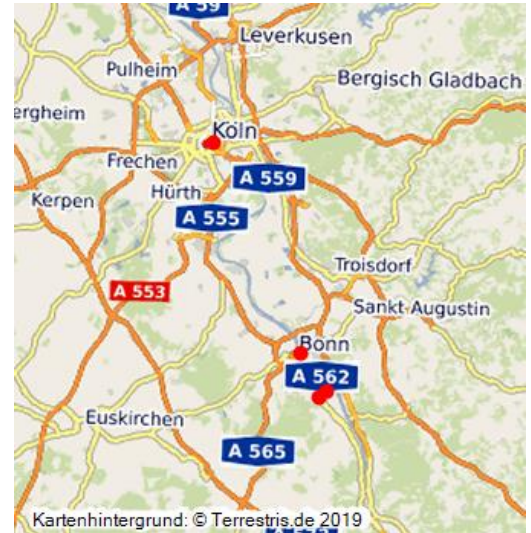 A 59
Leverkusen
Pulheim
Bergisch Gladbach
ergheim
Köln
Frechen
A 559
Hürth
Kerpen
A 555
Troisdorf
A 553
Sankt Augustin
Bonn
A 562
Euskirchen
A 565
Kartenhintergrund: © Terrestris.de 2019